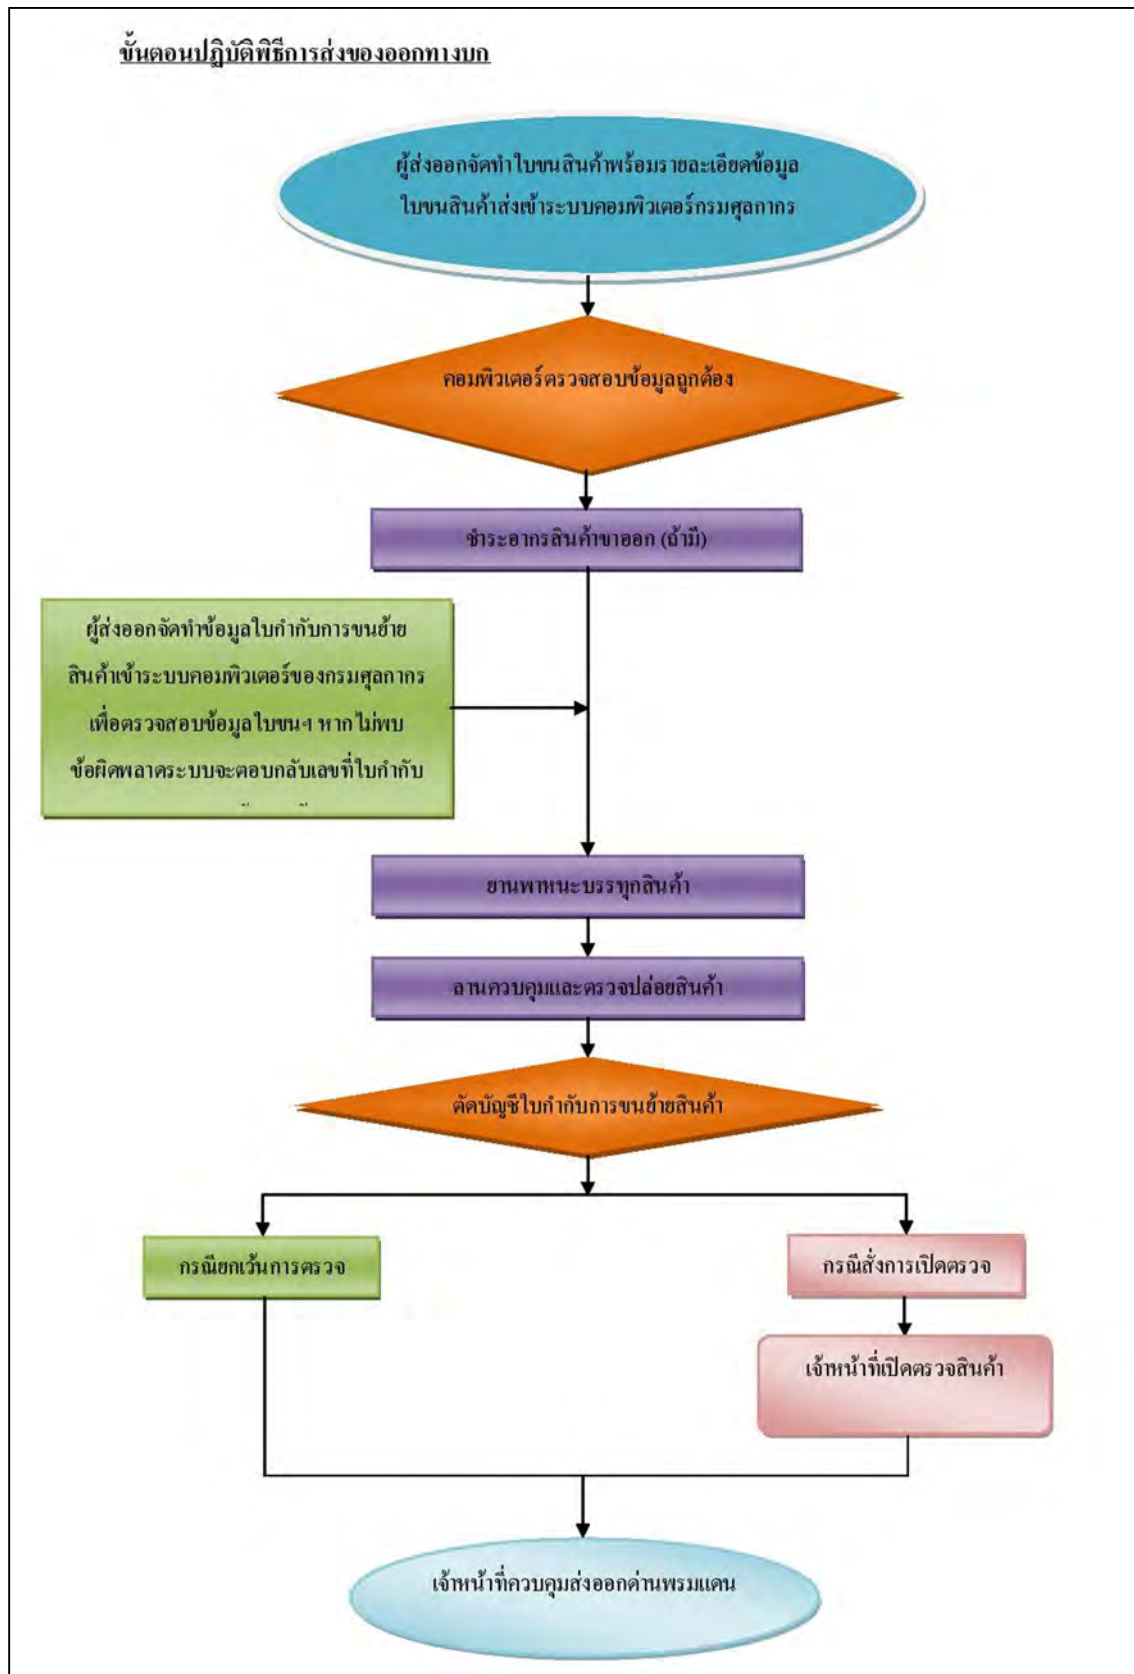 ขั้นตอนปฏิบัติพิธีการส่งของออกทางบก
ผู้ส่งออกจัดทำใบขนสินค้าพร้อมรายละเอียดข้อมูล
ใบขนสินค้าส่งเข้าระบบคอมพิวเตอร์กรมศุลกากร
คอมพิวเตอร์ตรวจสอบข้อมูลถูกต้อง
ชำระอากรสินค้าขาออก (ถ้ามี)
ผู้ส่งออกจัดทำข้อมูลใบกำกับการขนย้าย
สินค้าเข้าระบบคอมพิวเตอร์ของกรมศุลกากร
เพื่อตรวจสอบข้อมูลใบขนฯ หากไม่พบ
ข้อผิดพลาดระบบจะตอบกลับเลขที่ใบกำกับ
ยานพาหนะบรรทุกสินค้า
ลานควบคุมและตรวจปล่อยสินค้า
ตัดบัญชีใบกำกับการขนย้ายสินค้า
กรณียกเว้นการตรวจ
กรณีสั่งการเปิดตรวจ
เจ้าหน้าที่เปิดตรวจสินค้า
เจ้าหน้าที่ควบคุมส่งออกด่านพรมแดน